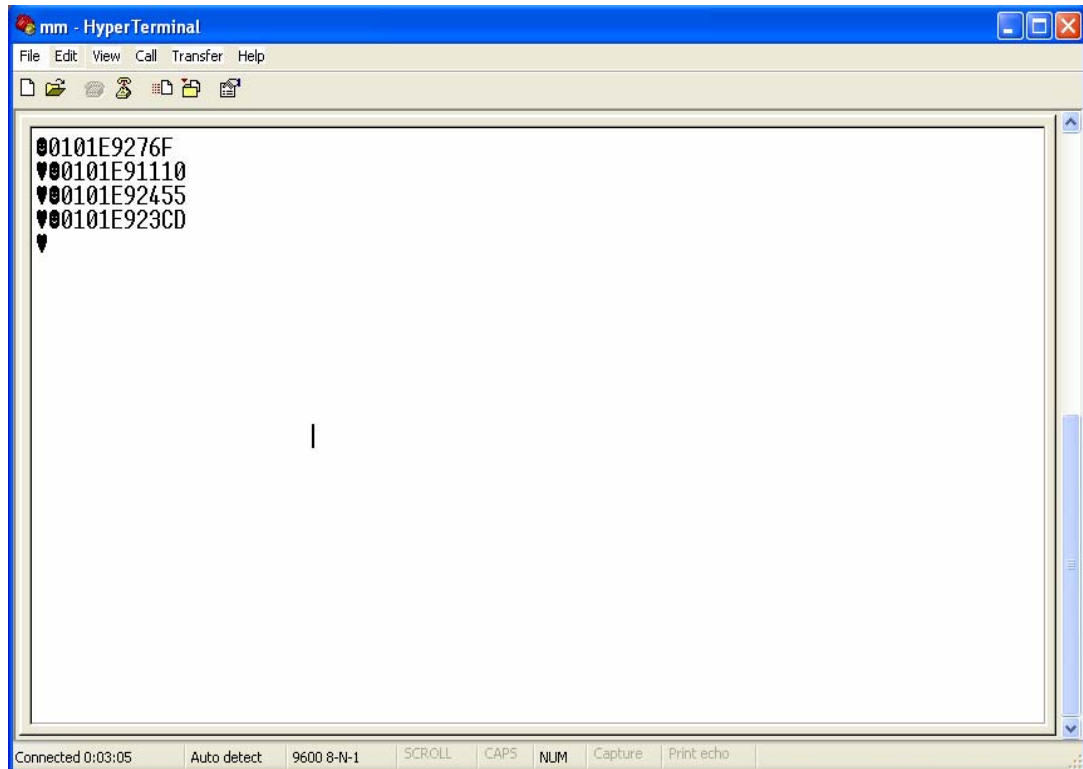 mm - HyperTerminal
File Edit View Call Transfer Help
☻0101E9276F
♥☻0101E91110
♥☻0101E92455
♥☻0101E923CD
♥
Connected 0:03:05 Auto detect 9600 8-N-1 SCROLL CAPS NUM Capture Print echo